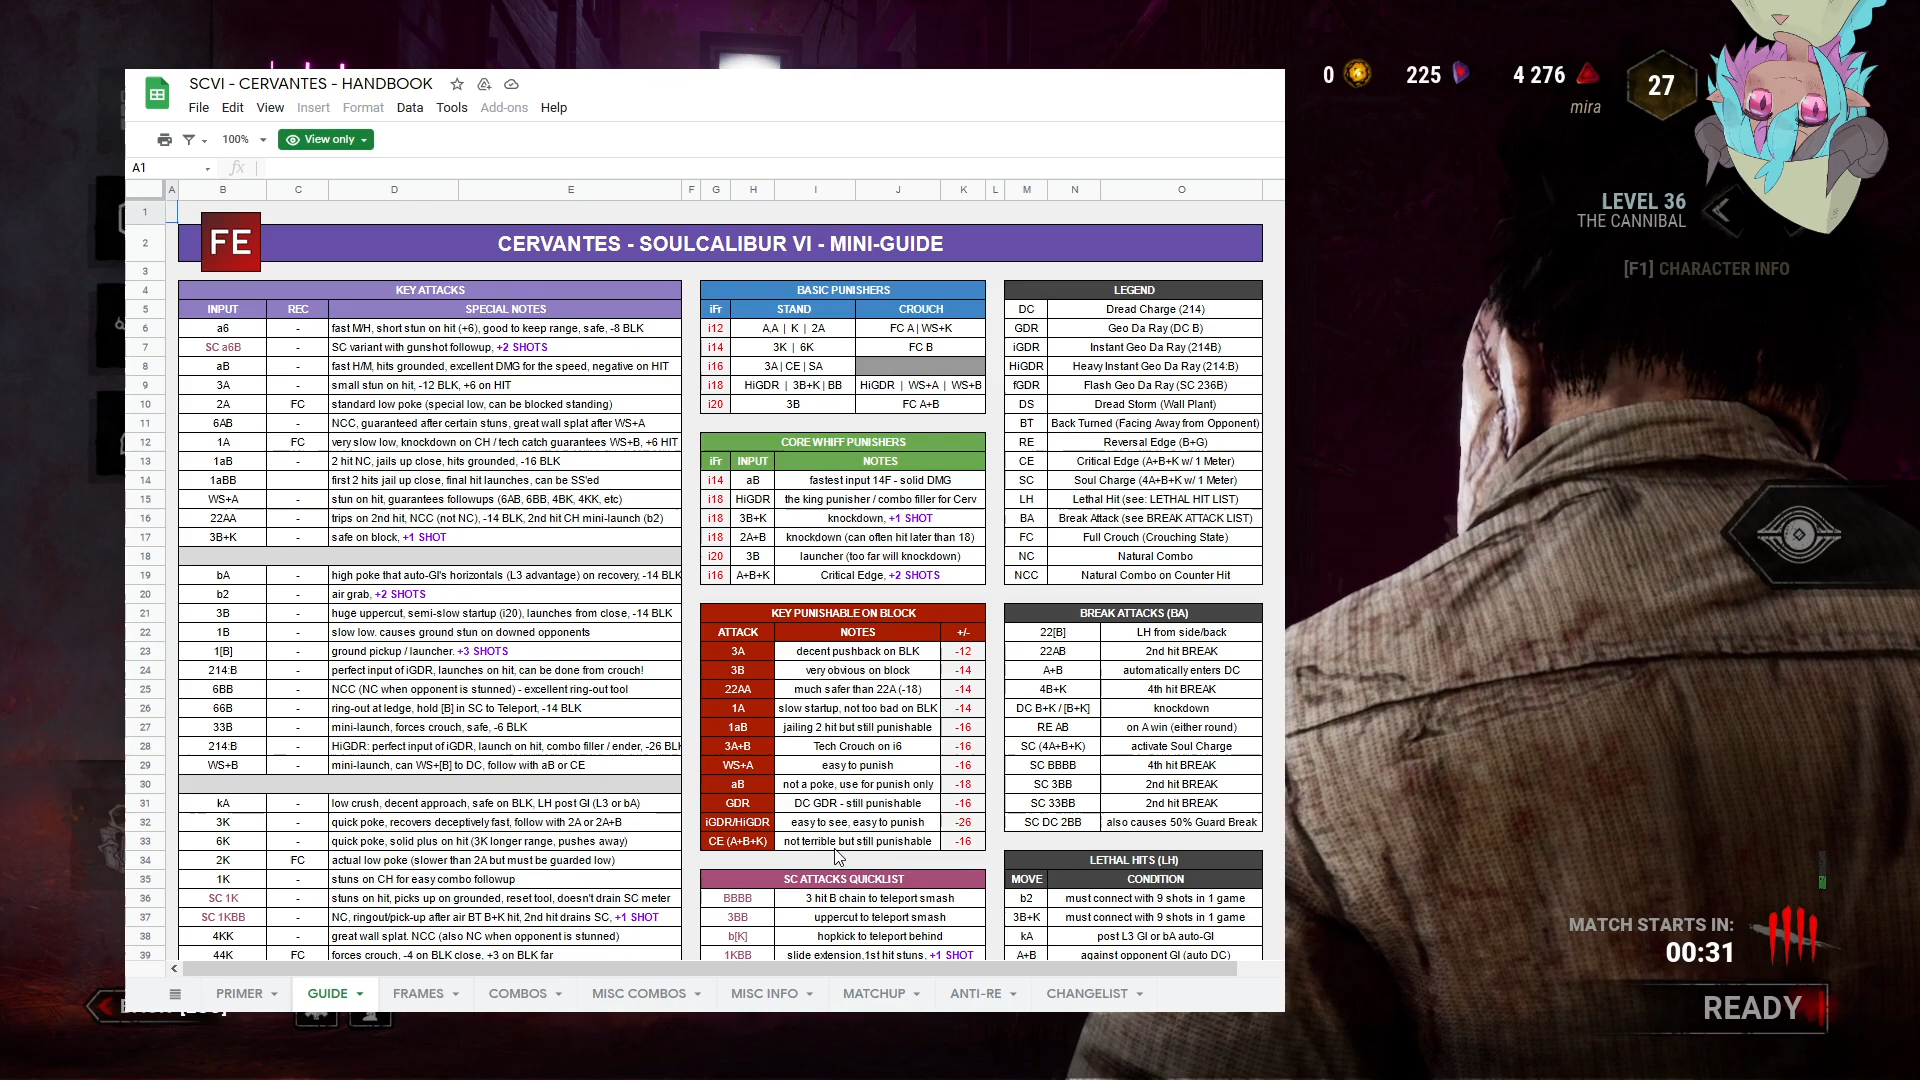 SCVI - CERVANTES - HANDBOOK
File Edit View Insert Format Data Tools Add-ons Help
100% View only
A1 fx
A B C D E F G H I J K L M N O
1
2 FE CERVANTES - SOULCALIBUR VI - MINI-GUIDE
3
4 KEY ATTACKS BASIC PUNISHERS LEGEND
5 INPUT REC SPECIAL NOTES iFr STAND CROUCH DC Dread Charge (214)
6 a6 - fast M/H, short stun on hit (+6), good to keep range, safe, -8 BLK i12 A,A | K | 2A FC A | WS+K GDR Geo Da Ray (DC B)
7 SC a6B - SC variant with gunshot followup, +2 SHOTS i14 3K | 6K FC B iGDR Instant Geo Da Ray (214B)
8 aB - fast H/M, hits grounded, excellent DMG for the speed, negative on HIT i16 3A | CE | SA HiGDR Heavy Instant Geo Da Ray (214:B)
9 3A - small stun on hit, -12 BLK, +6 on HIT i18 HiGDR | 3B+K | BB HiGDR | WS+A | WS+B fGDR Flash Geo Da Ray (SC 236B)
10 2A FC standard low poke (special low, can be blocked standing) i20 3B FC A+B DS Dread Storm (Wall Plant)
11 6AB - NCC, guaranteed after certain stuns, great wall splat after WS+A BT Back Turned (Facing Away from Opponent)
12 1A FC very slow low, knockdown on CH / tech catch guarantees WS+B, +6 HIT CORE WHIFF PUNISHERS RE Reversal Edge (B+G)
13 1aB - 2 hit NC, jails up close, hits grounded, -16 BLK iFr INPUT NOTES CE Critical Edge (A+B+K w/ 1 Meter)
14 1aBB first 2 hits jail up close, final hit launches, can be SS'ed i14 aB fastest input 14F - solid DMG SC Soul Charge (4A+B+K w/ 1 Meter)
15 WS+A - stun on hit, guarantees followups (6AB, 6BB, 4BK, 4KK, etc) i18 HiGDR the king punisher / combo filler for Cerv LH Lethal Hit (see: LETHAL HIT LIST)
16 22AA - trips on 2nd hit, NCC (not NC), -14 BLK, 2nd hit CH mini-launch (b2) i18 3B+K knockdown, +1 SHOT BA Break Attack (see BREAK ATTACK LIST)
17 3B+K - safe on block, +1 SHOT i18 2A+B knockdown (can often hit later than 18) FC Full Crouch (Crouching State)
18 i20 3B launcher (too far will knockdown) NC Natural Combo
19 bA - high poke that auto-GI's horizontals (L3 advantage) on recovery, -14 BLK i16 A+B+K Critical Edge, +2 SHOTS NCC Natural Combo on Counter Hit
20 b2 - air grab, +2 SHOTS
21 3B - huge uppercut, semi-slow startup (i20), launches from close, -14 BLK KEY PUNISHABLE ON BLOCK BREAK ATTACKS (BA)
22 1B - slow low. causes ground stun on downed opponents ATTACK NOTES +/- 22[B] LH from side/back
23 1[B] - ground pickup / launcher. +3 SHOTS 3A decent pushback on BLK -12 22AB 2nd hit BREAK
24 214:B - perfect input of iGDR, launches on hit, can be done from crouch! 3B very obvious on block -14 A+B automatically enters DC
25 6BB - NCC (NC when opponent is stunned) - excellent ring-out tool 22AA much safer than 22A (-18) -14 4B+K 4th hit BREAK
26 66B - ring-out at ledge, hold [B] in SC to Teleport, -14 BLK 1A slow startup, not too bad on BLK -14 DC B+K / [B+K] knockdown
27 33B - mini-launch, forces crouch, safe, -6 BLK 1aB jailing 2 hit but still punishable -16 RE AB on A win (either round)
28 214:B - HiGDR: perfect input of iGDR, launch on hit, combo filler / ender, -26 BLK 3A+B Tech Crouch on i6 -16 SC (4A+B+K) activate Soul Charge
29 WS+B - mini-launch, can WS+[B] to DC, follow with aB or CE WS+A easy to punish -16 SC BBBB 4th hit BREAK
30 aB not a poke, use for punish only -18 SC 3BB 2nd hit BREAK
31 kA - low crush, decent approach, safe on BLK, LH post GI (L3 or bA) GDR DC GDR - still punishable -16 SC 33BB 2nd hit BREAK
32 3K - quick poke, recovers deceptively fast, follow with 2A or 2A+B iGDR/HiGDR easy to see, easy to punish -26 SC DC 2BB also causes 50% Guard Break
33 6K - quick poke, solid plus on hit (3K longer range, pushes away) CE (A+B+K) not terrible but still punishable -16
34 2K FC actual low poke (slower than 2A but must be guarded low) LETHAL HITS (LH)
35 1K - stuns on CH for easy combo followup SC ATTACKS QUICKLIST MOVE CONDITION
36 SC 1K - stuns on hit, picks up on grounded, reset tool, doesn't drain SC meter BBBB 3 hit B chain to teleport smash b2 must connect with 9 shots in 1 game
37 SC 1KBB - NC, ringout/pick-up after air BT B+K hit, 2nd hit drains SC, +1 SHOT 3BB uppercut to teleport smash 3B+K must connect with 9 shots in 1 game
38 4KK - great wall splat. NCC (also NC when opponent is stunned) b[K] hopkick to teleport behind kA post L3 GI or bA auto-GI
39 44K FC forces crouch, -4 on BLK close, +3 on BLK far 1KBB slide extension,1st hit stuns, +1 SHOT A+B against opponent GI (auto DC)
PRIMER GUIDE FRAMES COMBOS MISC COMBOS MISC INFO MATCHUP ANTI-RE CHANGELIST
0 225 4 276 27
mira
LEVEL 36
THE CANNIBAL
[F1] CHARACTER INFO
MATCH STARTS IN:
00:31
READY